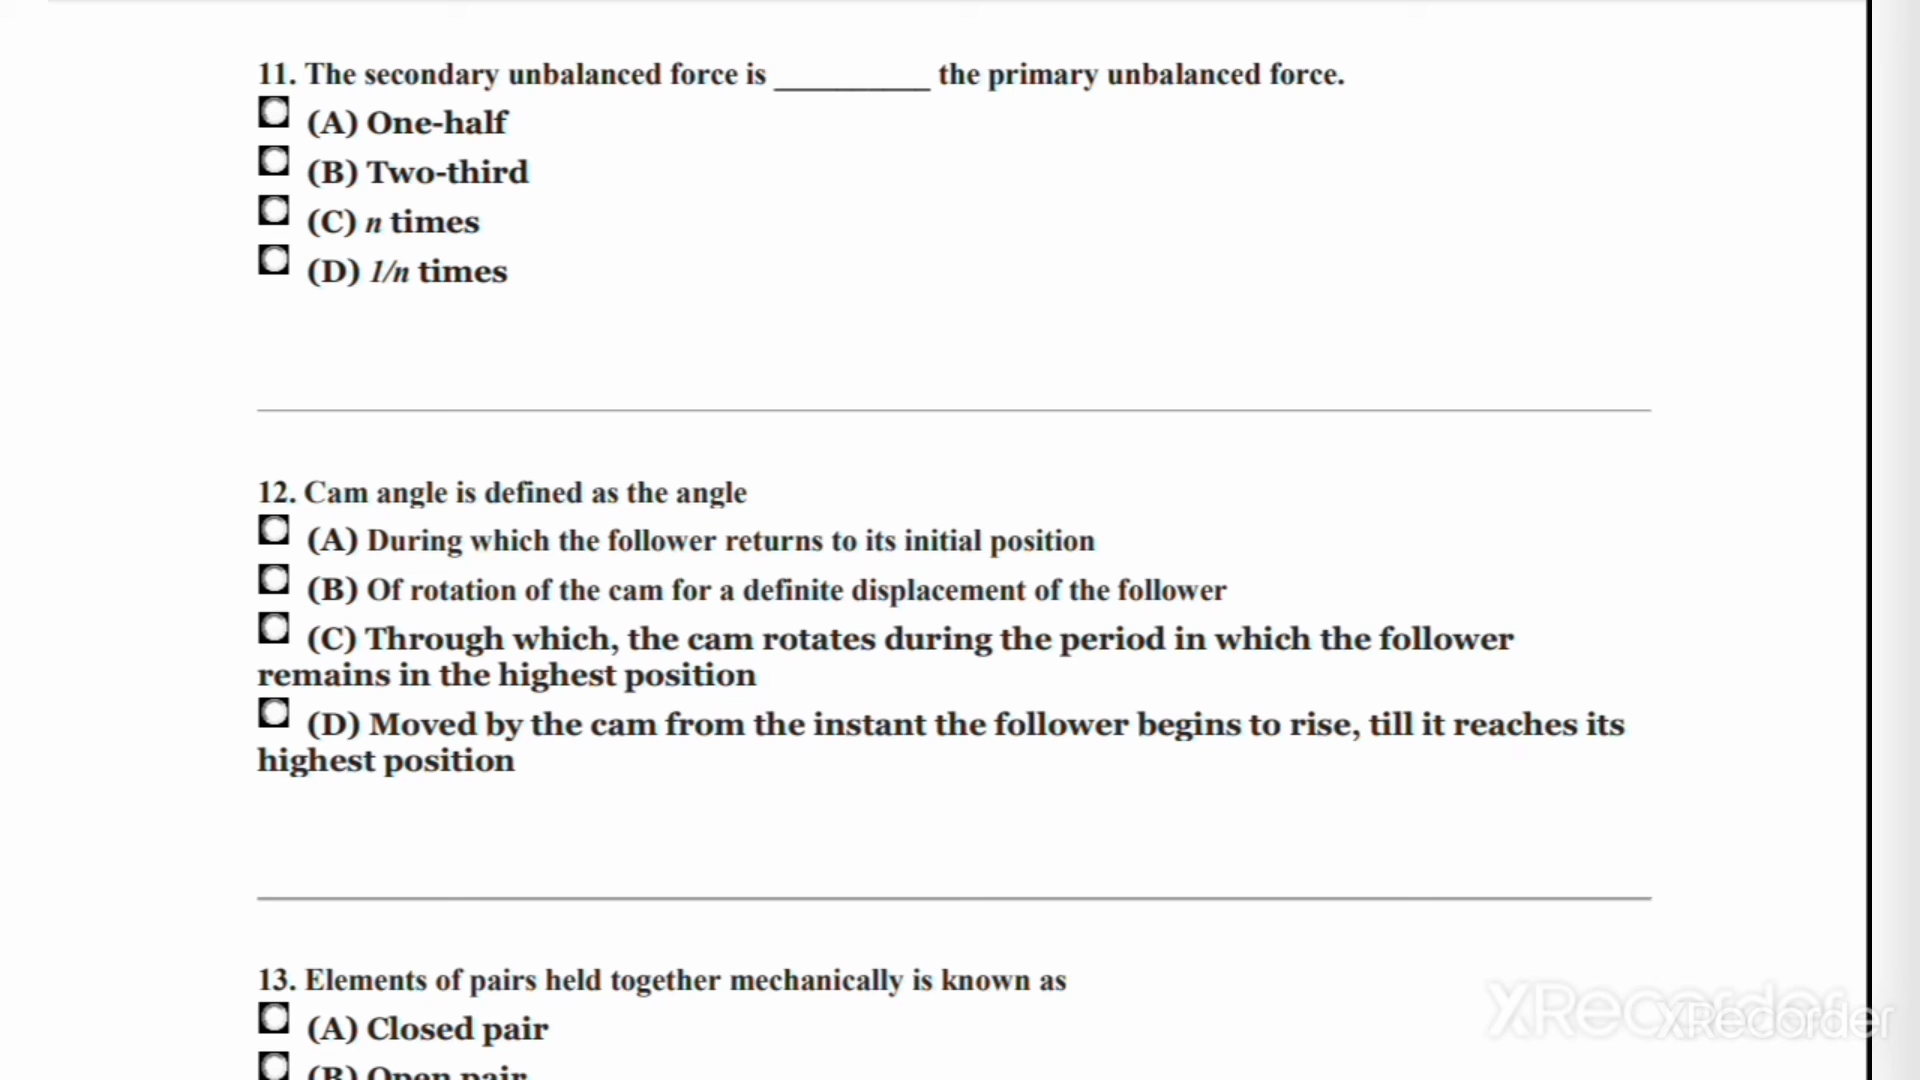 11. The secondary unbalanced force is __________ the primary unbalanced force.
(A) One-half
(B) Two-third
(C) n times
(D) 1/n times
12. Cam angle is defined as the angle
(A) During which the follower returns to its initial position
(B) Of rotation of the cam for a definite displacement of the follower
(C) Through which, the cam rotates during the period in which the follower
remains in the highest position
(D) Moved by the cam from the instant the follower begins to rise, till it reaches its
highest position
13. Elements of pairs held together mechanically is known as
(A) Closed pair
(B) Open pair
XRecorder
XRecorder